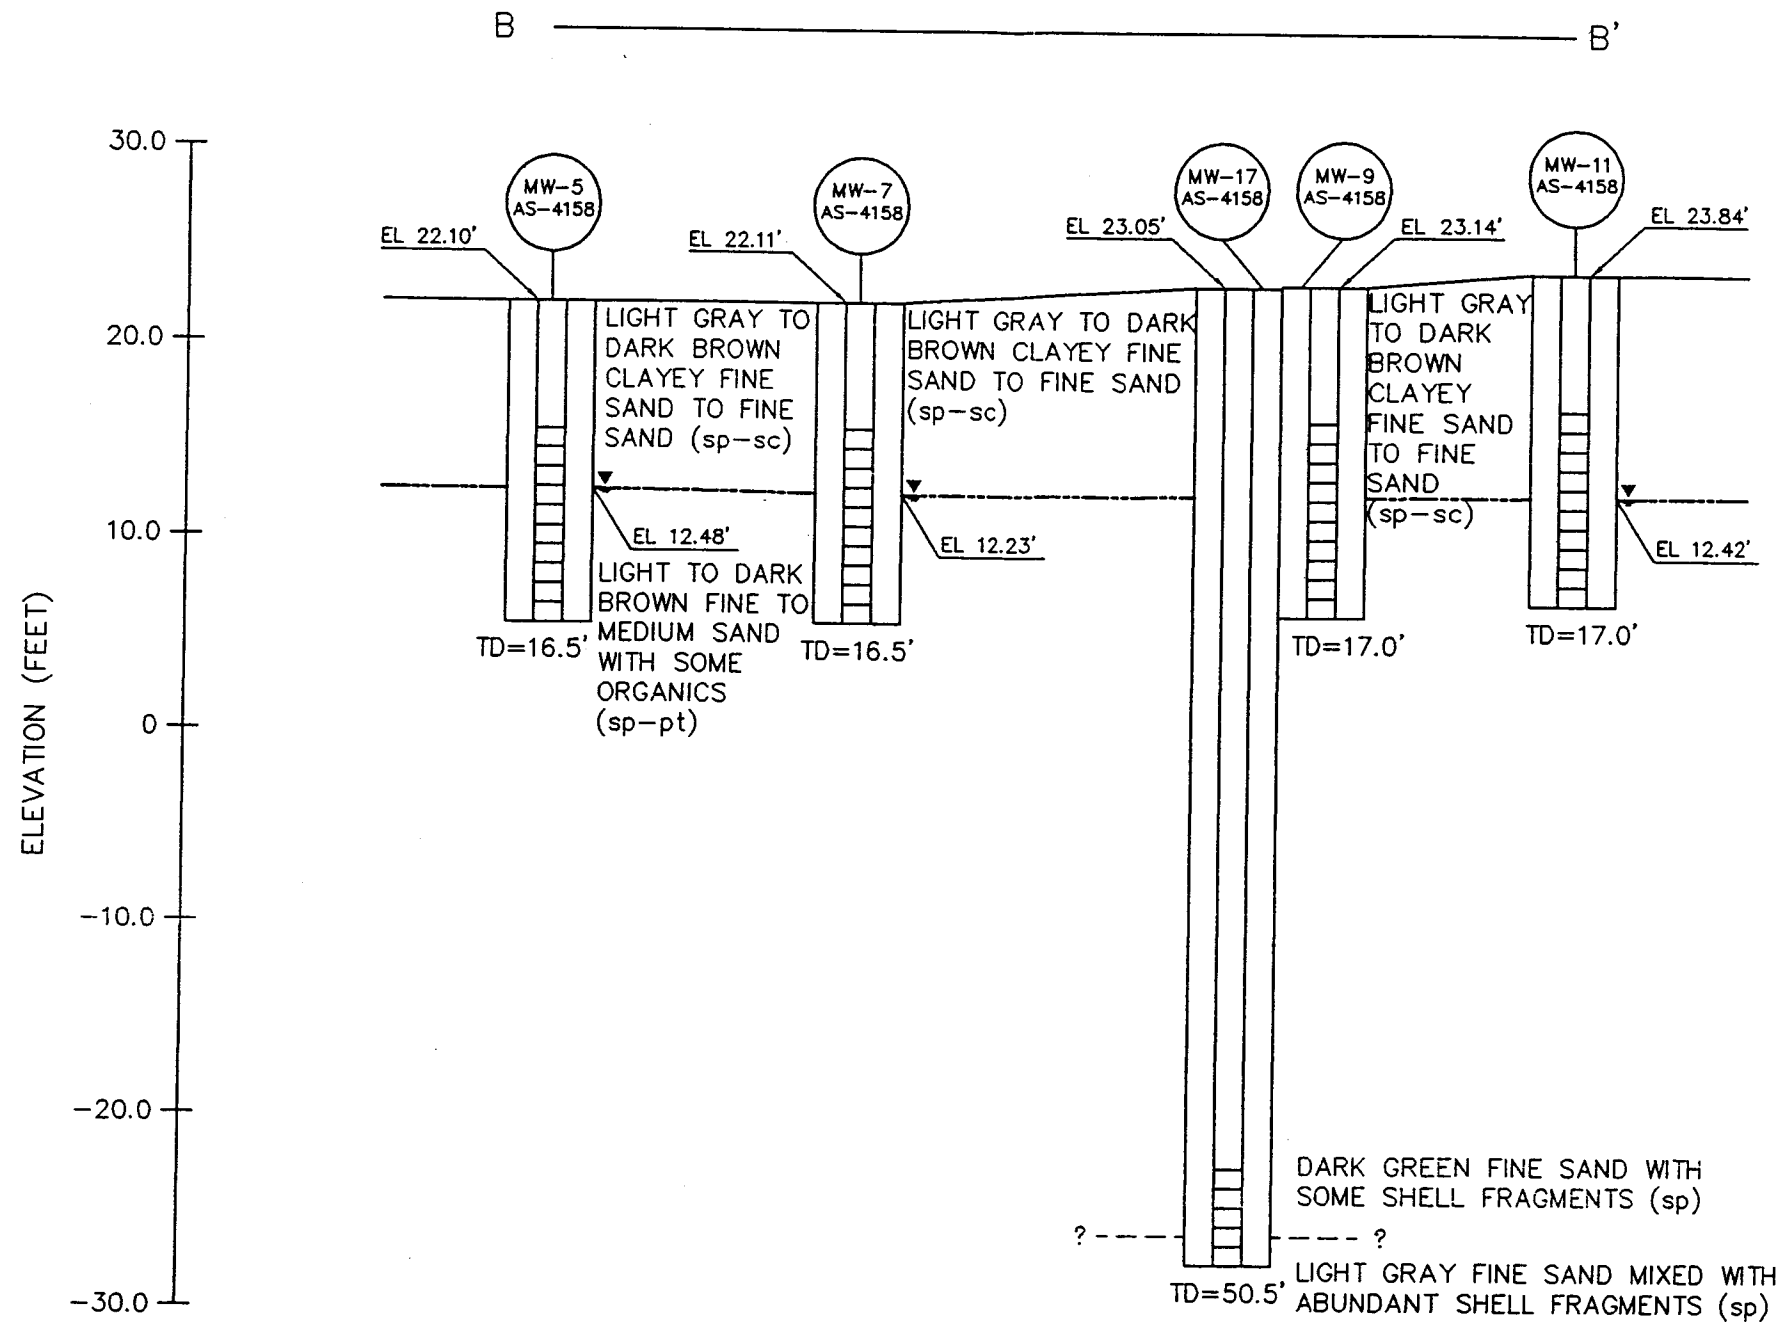 B
B'
30.0
20.0
10.0
0
-10.0
-20.0
-30.0
ELEVATION (FEET)
MW-5
AS-4158
MW-7
AS-4158
MW-17
AS-4158
MW-9
AS-4158
MW-11
AS-4158
EL 22.10'
EL 22.11'
EL 23.05'
EL 23.14'
EL 23.84'
LIGHT GRAY TO
DARK BROWN
CLAYEY FINE
SAND TO FINE
SAND (sp-sc)
LIGHT GRAY TO DARK
BROWN CLAYEY FINE
SAND TO FINE SAND
(sp-sc)
LIGHT GRAY
TO DARK
BROWN
CLAYEY
FINE SAND
TO FINE
SAND
(sp-sc)
EL 12.48'
EL 12.23'
EL 12.42'
LIGHT TO DARK
BROWN FINE TO
MEDIUM SAND
WITH SOME
ORGANICS
(sp-pt)
TD=16.5'
TD=16.5'
TD=17.0'
TD=17.0'
DARK GREEN FINE SAND WITH
SOME SHELL FRAGMENTS (sp)
?
?
TD=50.5'
LIGHT GRAY FINE SAND MIXED WITH
ABUNDANT SHELL FRAGMENTS (sp)